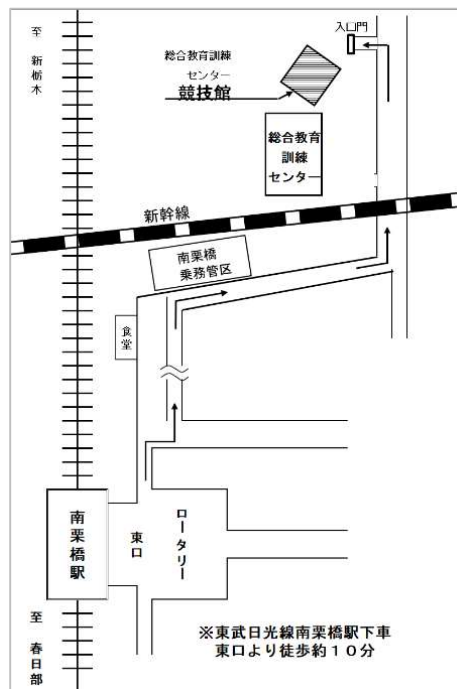 至 新栃木
入口門
総合教育訓練
センター
競技館
総合教育
訓練
センター
新幹線
南栗橋
乗務管区
食堂
南栗橋駅
東口
ロータリー
至 春日部
※東武日光線南栗橋駅下車
東口より徒歩約１０分